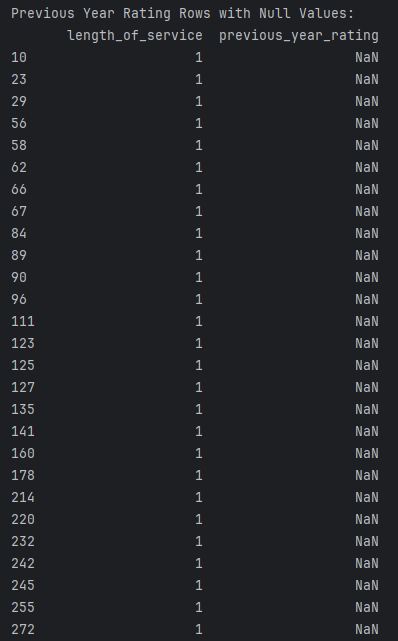 Previous Year Rating Rows with Null Values:
length_of_service  previous_year_rating
10  1  NaN
23  1  NaN
29  1  NaN
56  1  NaN
58  1  NaN
62  1  NaN
66  1  NaN
67  1  NaN
84  1  NaN
89  1  NaN
90  1  NaN
96  1  NaN
111  1  NaN
123  1  NaN
125  1  NaN
127  1  NaN
135  1  NaN
141  1  NaN
160  1  NaN
178  1  NaN
214  1  NaN
220  1  NaN
232  1  NaN
242  1  NaN
245  1  NaN
255  1  NaN
272  1  NaN